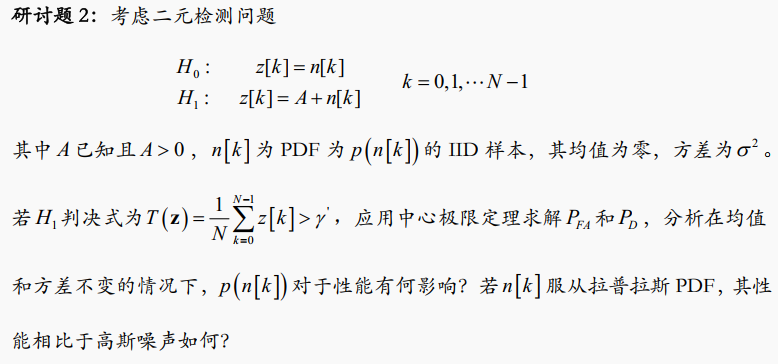 研讨题 2：考虑二元检测问题
H₀ :  z[k] = n[k]
k = 0,1,⋯N−1
H₁ :  z[k] = A + n[k]
其中 A 已知且 A > 0，n[k] 为 PDF 为 p(n[k]) 的 IID 样本，其均值为零，方差为 σ²。
若 H₁ 判决式为 T(𝐳) = \frac{1}{N} \sum_{k=0}^{N-1} z[k] > γ'，应用中心极限定理求解 P_{FA} 和 P_D，分析在均值
和方差不变的情况下，p(n[k]) 对于性能有何影响？若 n[k] 服从拉普拉斯 PDF，其性
能相比于高斯噪声如何？